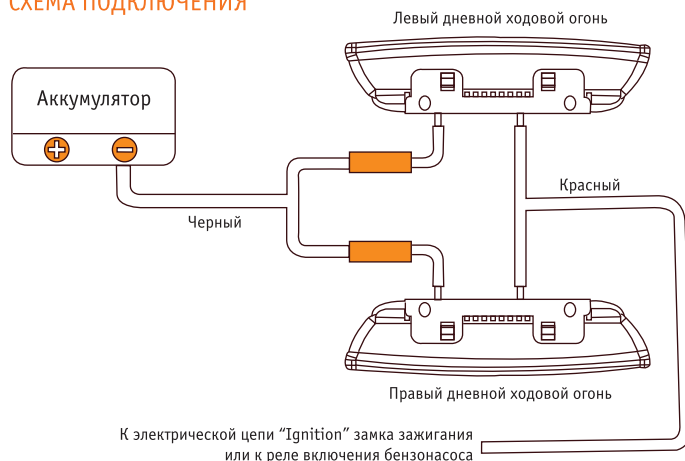 СХЕМА ПОДКЛЮЧЕНИЯ
Левый дневной ходовой огонь
Аккумулятор
Красный
Черный
Правый дневной ходовой огонь
К электрической цепи “Ignition” замка зажигания
или к реле включения бензонасоса